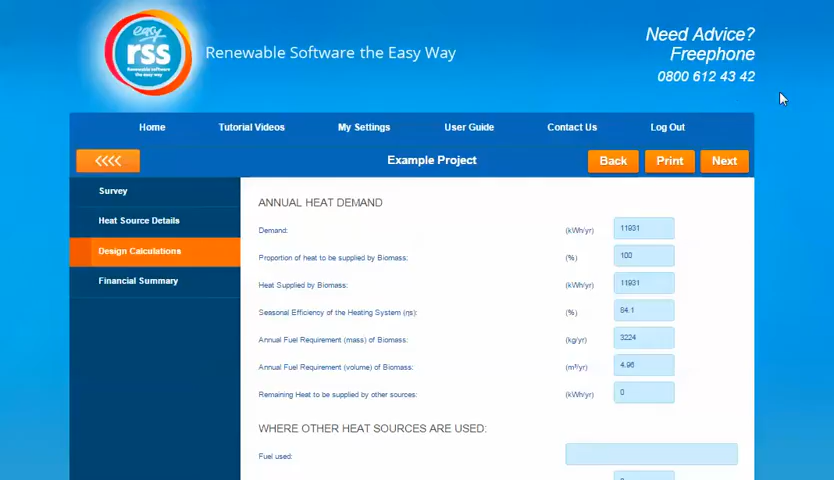 easy
rss
Renewable software
the easy way
Renewable Software the Easy Way
Need Advice?
Freephone
0800 612 43 42
Home Tutorial Videos My Settings User Guide Contact Us Log Out
<<<< Example Project Back Print Next
Survey
Heat Source Details
Design Calculations
Financial Summary
ANNUAL HEAT DEMAND
Demand: (kWh/yr) 11931
Proportion of heat to be supplied by Biomass: (%) 100
Heat Supplied by Biomass: (kWh/yr) 11931
Seasonal Efficiency of the Heating System (ηs): (%) 84.1
Annual Fuel Requirement (mass) of Biomass: (kg/yr) 3224
Annual Fuel Requirement (volume) of Biomass: (m³/yr) 4.96
Remaining Heat to be supplied by other sources: (kWh/yr) 0
WHERE OTHER HEAT SOURCES ARE USED:
Fuel used: